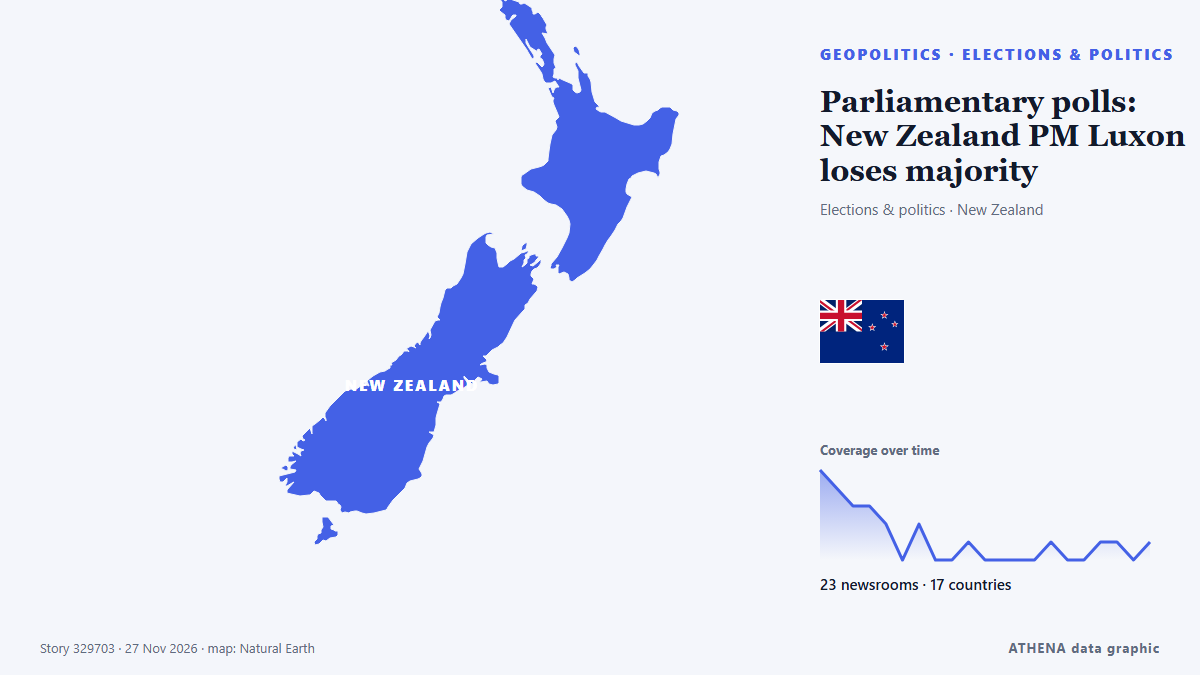 GEOPOLITICS · ELECTIONS & POLITICS
Parliamentary polls:
New Zealand PM Luxon
loses majority
Elections & politics · New Zealand
NEW ZEALAND
Coverage over time
23 newsrooms · 17 countries
Story 329703 · 27 Nov 2026 · map: Natural Earth
ATHENA data graphic